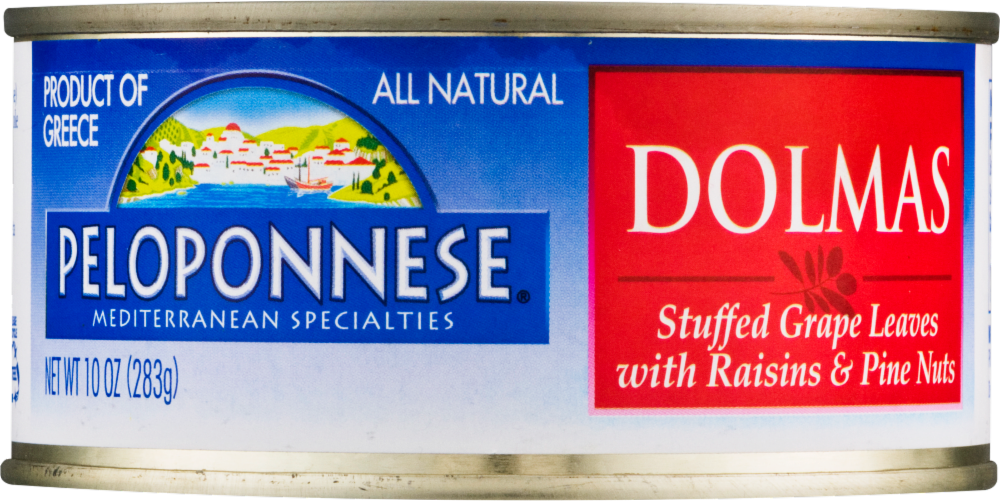 PRODUCT OF
GREECE
ALL NATURAL
PELOPONNESE®
MEDITERRANEAN SPECIALTIES
NET WT 10 OZ (283g)
DOLMAS
Stuffed Grape Leaves
with Raisins & Pine Nuts